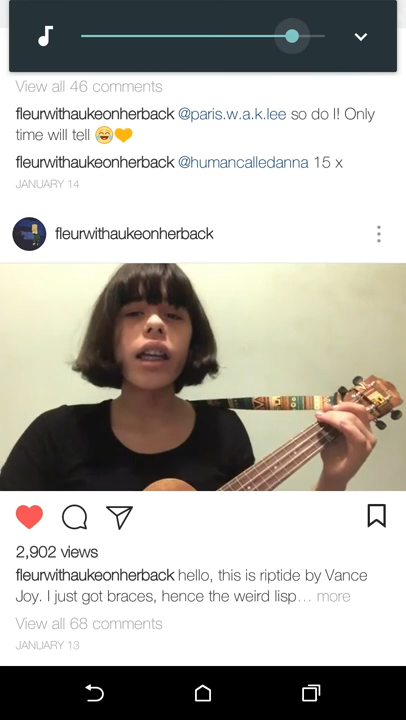 View all 46 comments
fleurwithaukeonherback @paris.w.a.k.lee so do I! Only
time will tell 😄🧡
fleurwithaukeonherback @humancalledanna 15 x
JANUARY 14
fleurwithaukeonherback
2,902 views
fleurwithaukeonherback hello, this is riptide by Vance
Joy. I just got braces, hence the weird lisp… more
View all 68 comments
JANUARY 13